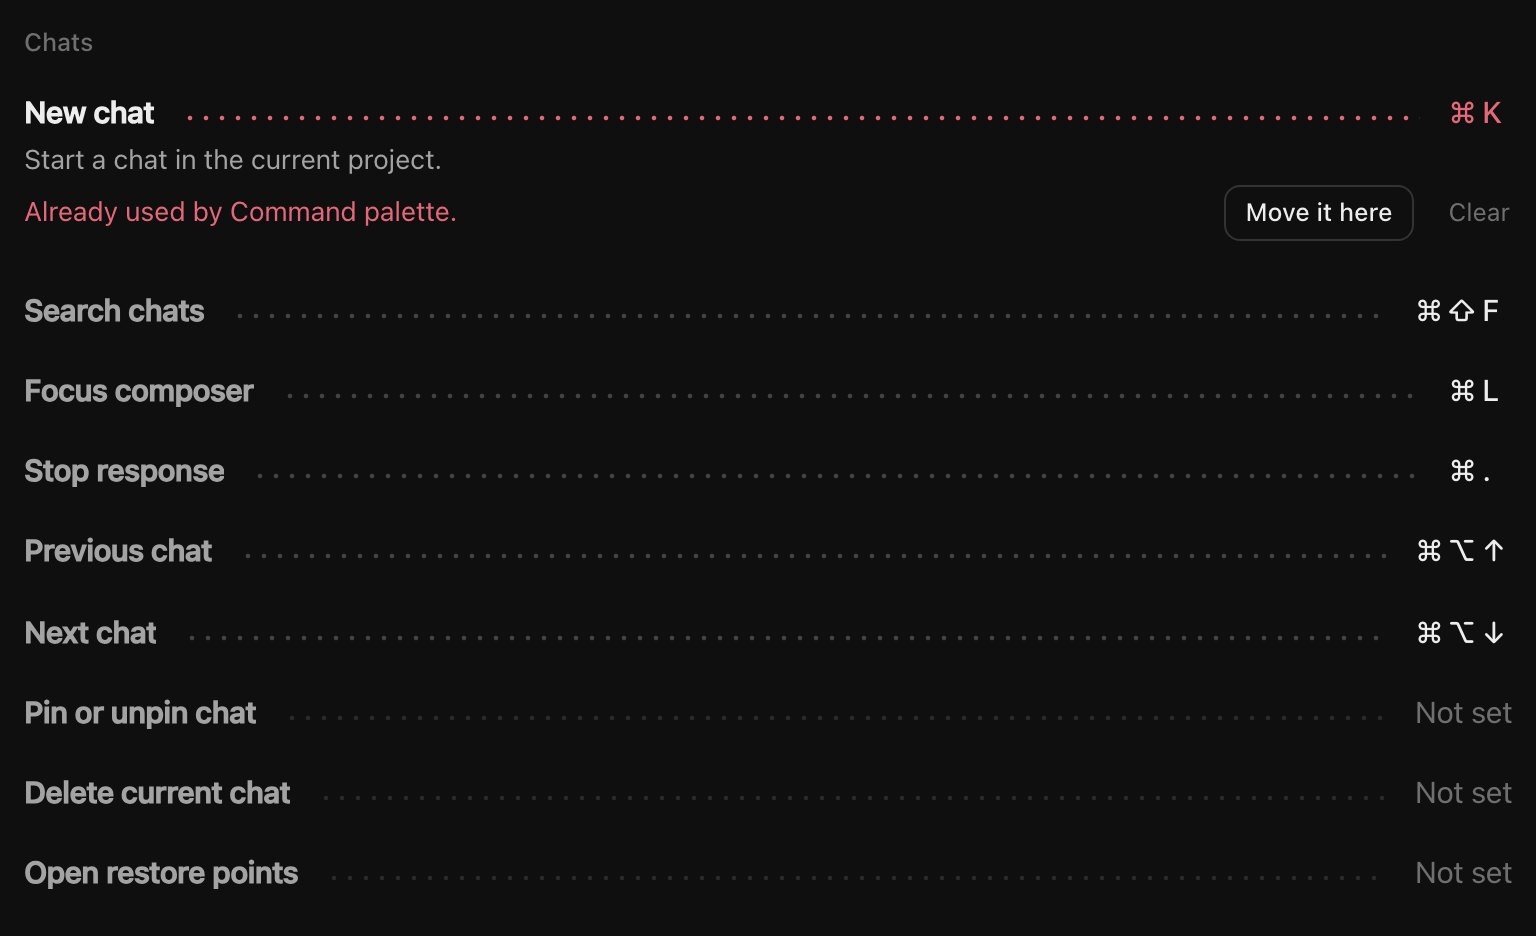 Chats
New chat ⌘ K
Start a chat in the current project.
Already used by Command palette. Move it here Clear
Search chats ⌘ ⇧ F
Focus composer ⌘ L
Stop response ⌘ .
Previous chat ⌘ ⌥ ↑
Next chat ⌘ ⌥ ↓
Pin or unpin chat Not set
Delete current chat Not set
Open restore points Not set